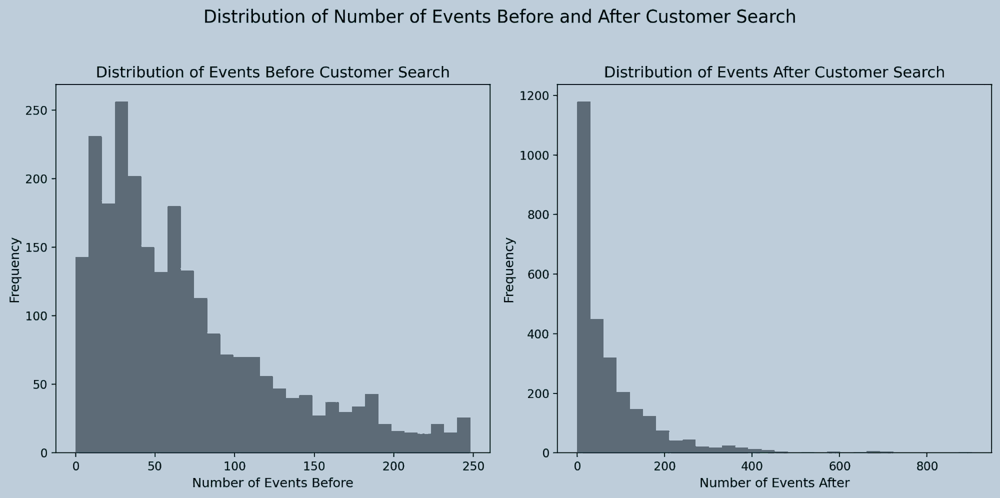 Distribution of Number of Events Before and After Customer Search
Distribution of Events Before Customer Search
250
200
150
100
50
0
Frequency
0 50 100 150 200 250
Number of Events Before
Distribution of Events After Customer Search
1200
1000
800
600
400
200
0
Frequency
0 200 400 600 800
Number of Events After